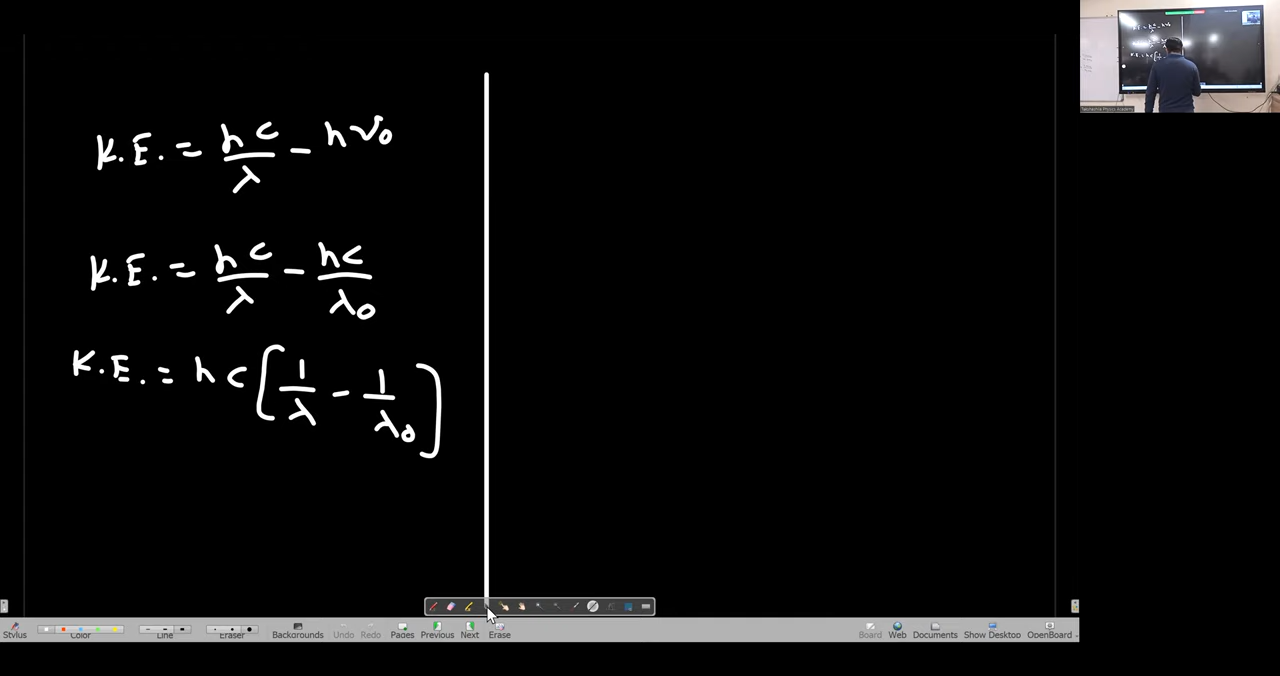 K.E. = hc/λ - hν₀
K.E. = hc/λ - hc/λ₀
K.E. = hc[1/λ - 1/λ₀]
Stylus Color Line Eraser Backgrounds Undo Redo Pages Previous Next Erase Board Web Documents Show Desktop OpenBoard